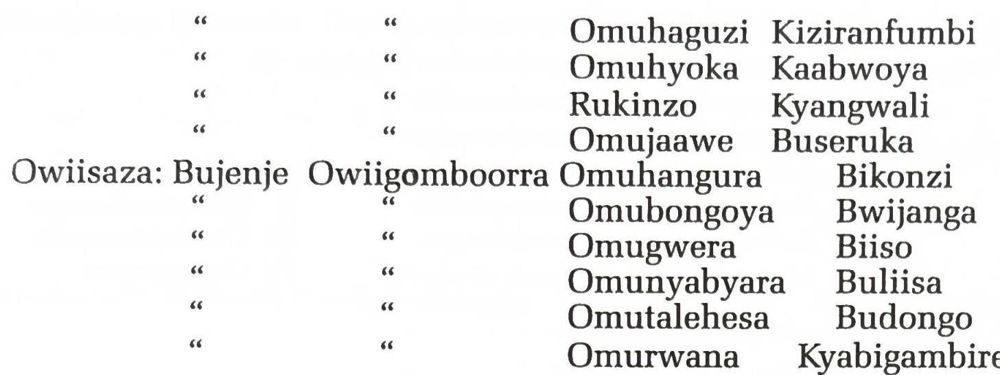 “ “ Omuhaguzi Kiziranfumbi
“ “ Omuhyoka Kaabwoya
“ “ Rukinzo Kyangwali
“ “ Omujaawe Buseruka
Owiisaza: Bujenje Owiigomboorra Omuhangura Bikonzi
“ “ Omubongoya Bwijanga
“ “ Omugwera Biiso
“ “ Omunyabyara Buliisa
“ “ Omutalehesa Budongo
“ “ Omurwana Kyabigambire